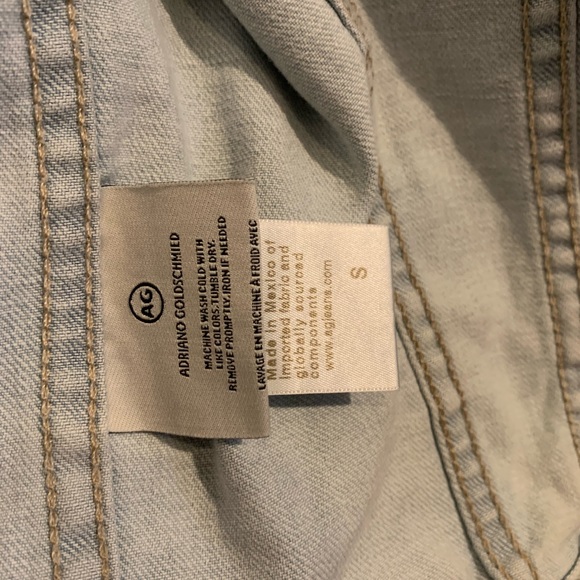 AG
ADRIANO GOLDSCHMIED
MACHINE WASH COLD WITH
LIKE COLORS.TUMBLE DRY.
REMOVE PROMPTLY.IRON IF NEEDED
LAVAGE EN MACHINE À FROID AVEC
Made in Mexico of
imported fabric and
globally sourced
components
www.agjeans.com
S